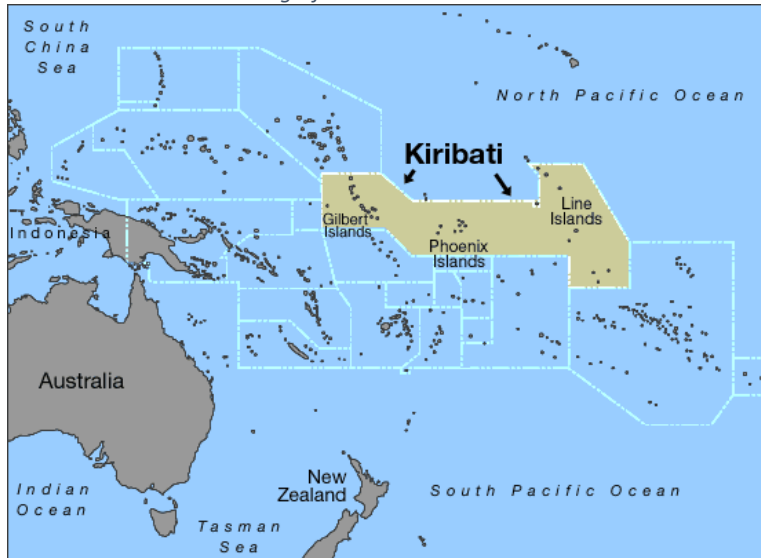 South
China
Sea
North Pacific Ocean
Kiribati
Line
Islands
Gilbert
Islands
Indonesia
Phoenix
Islands
Australia
New
Zealand
Indian
Ocean
South Pacific Ocean
Tasman
Sea